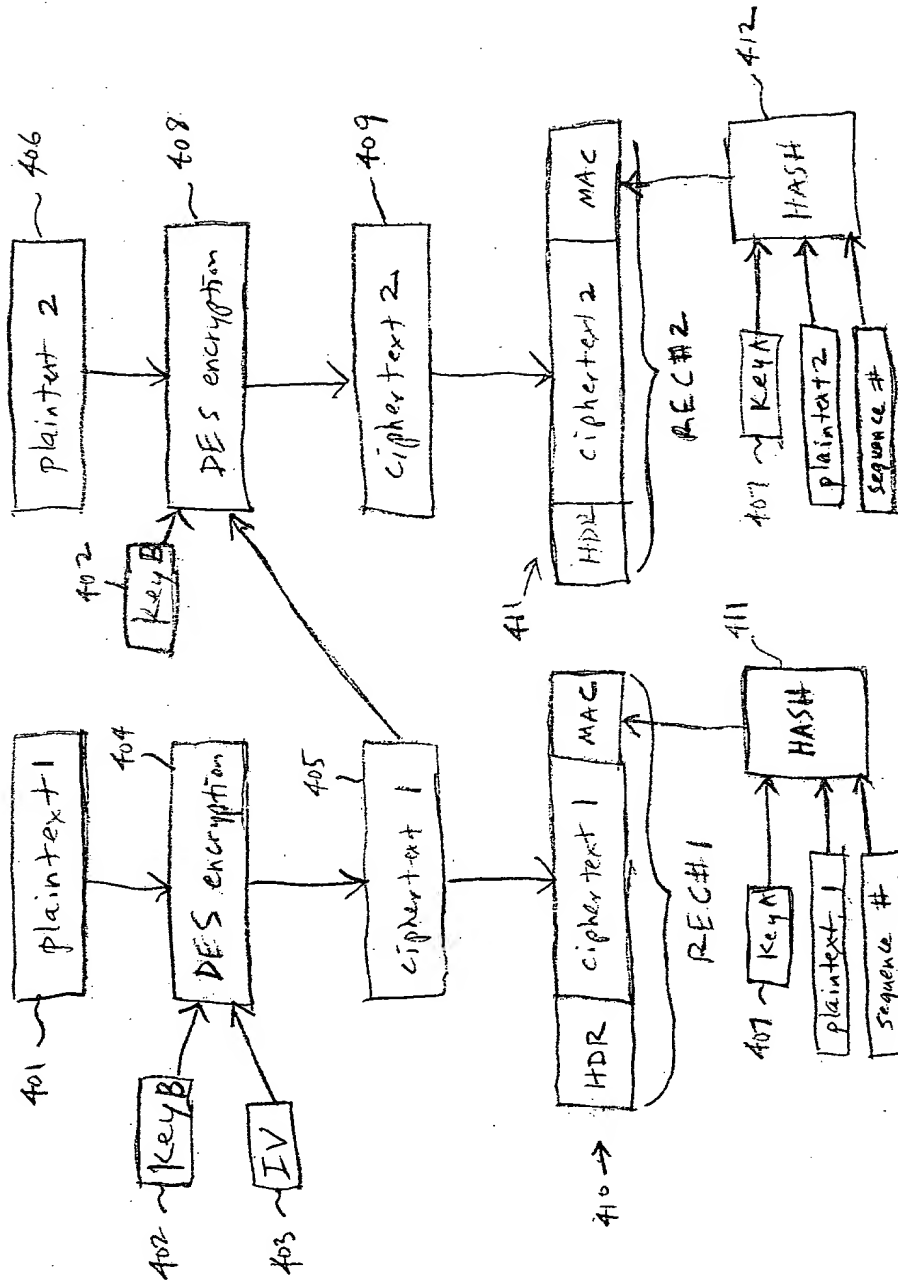 401
plaintext 1
402
Key B
403
IV
404
DES encryption
405
ciphertext 1
410
HDR
ciphertext 1
MAC
REC#1
407
Key A
plaintext 1
sequence #
HASH
411
406
plaintext 2
402
Key B
408
DES encryption
409
ciphertext 2
411
HDR
ciphertext 2
MAC
REC#2
407
Key A
plaintext 2
sequence #
HASH
412